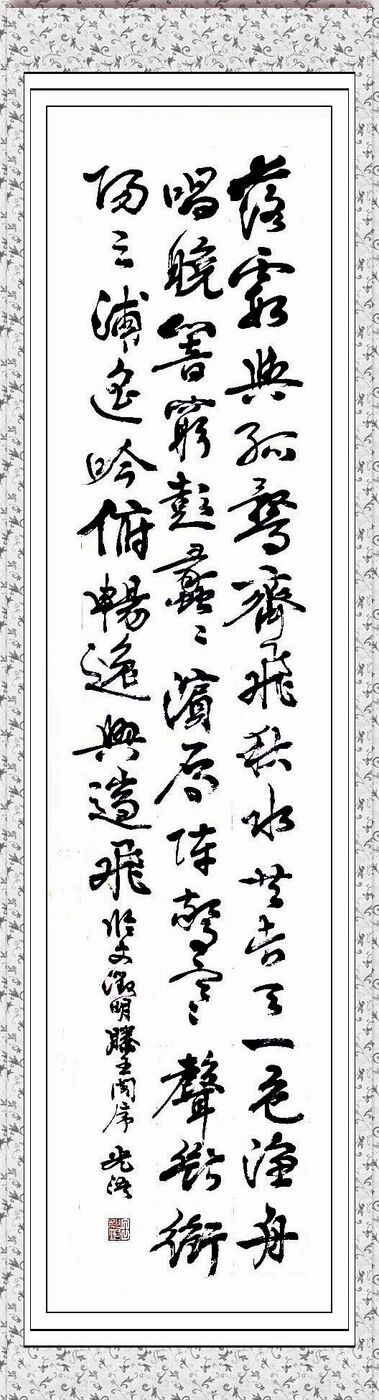 落霞與孤鶩齊飛秋水共長天一色漁舟
唱晚響窮彭蠡之濱雁陣驚寒聲斷衡
陽之浦遙吟俯暢逸興遄飛
臨文徵明滕王閣序